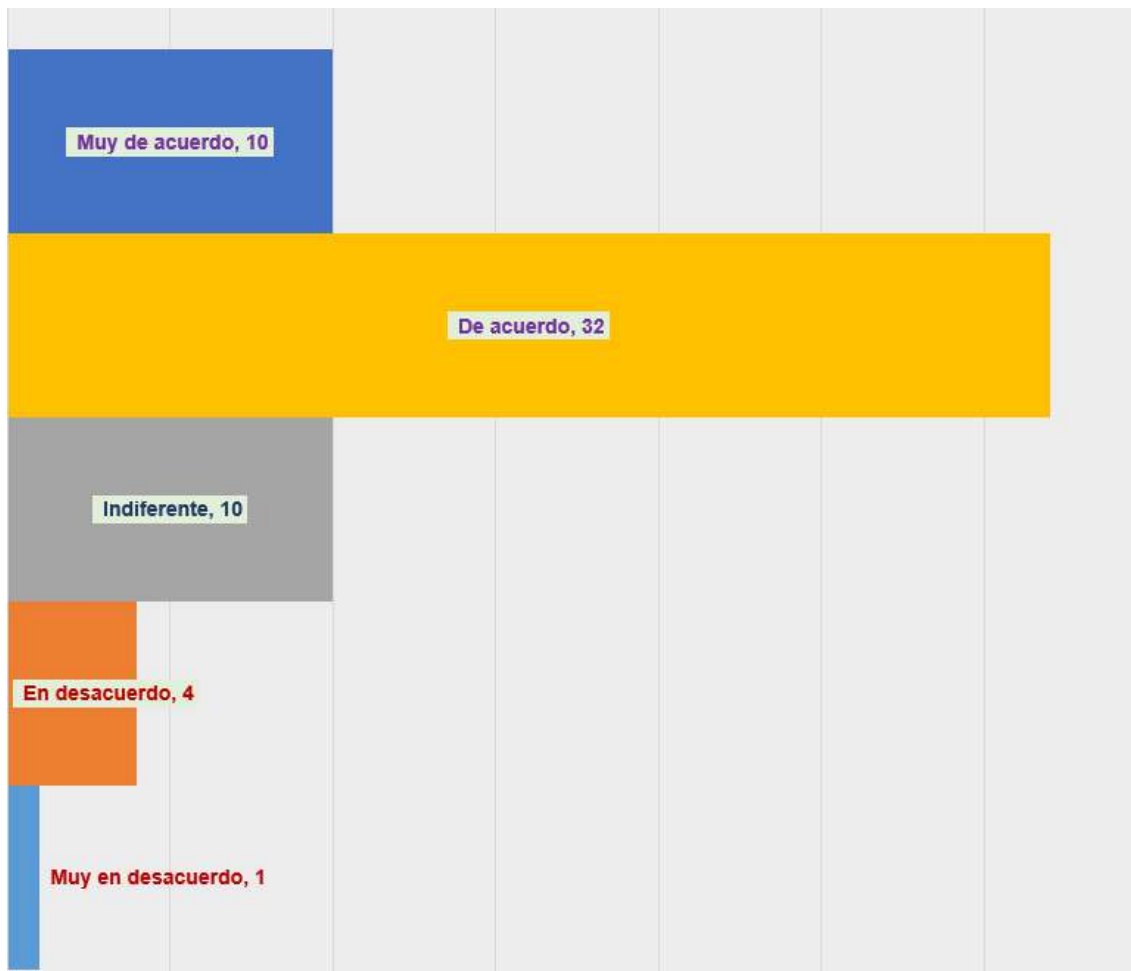 Muy de acuerdo, 10
De acuerdo, 32
Indiferente, 10
En desacuerdo, 4
Muy en desacuerdo, 1